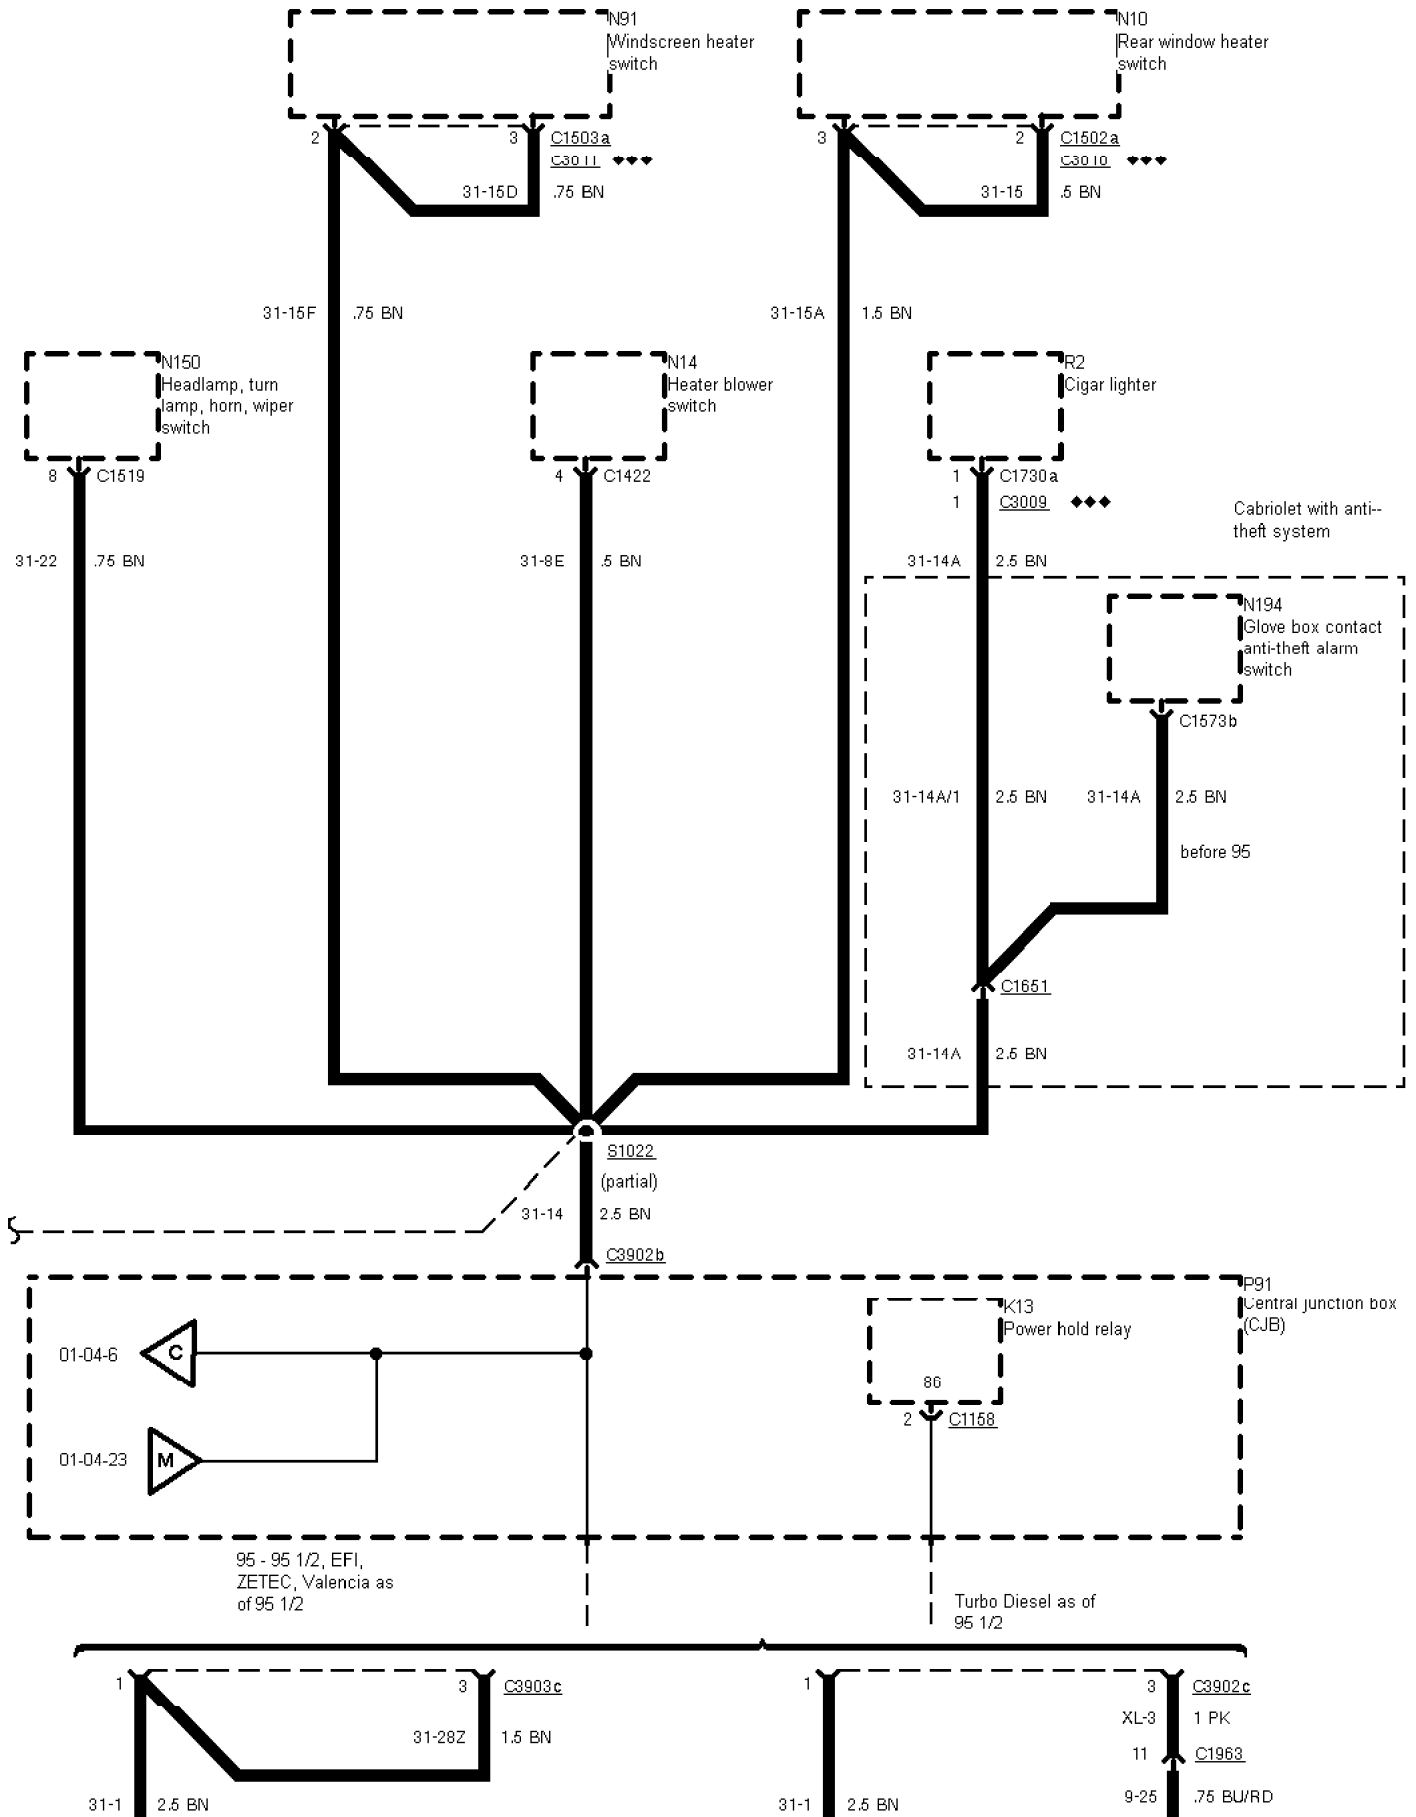 N91
Windscreen heater
switch
N10
Rear window heater
switch
2
3
C1503a
C3011 ♦♦♦
31-15D
.75 BN
3
2
C1502a
C3010 ♦♦♦
31-15
.5 BN
31-15F
.75 BN
31-15A
1.5 BN
N150
Headlamp, turn
lamp, horn, wiper
switch
8
C1519
31-22
.75 BN
N14
Heater blower
switch
4
C1422
31-8E
.5 BN
R2
Cigar lighter
1
C1730a
1
C3009 ♦♦♦
31-14A
2.5 BN
Cabriolet with anti--
theft system
N194
Glove box contact
anti-theft alarm
switch
C1573b
31-14A/1
2.5 BN
31-14A
2.5 BN
before 95
C1651
31-14A
2.5 BN
S1022
(partial)
31-14
2.5 BN
C3902b
P91
Central junction box
(CJB)
01-04-6
C
01-04-23
M
K13
Power hold relay
86
2
C1158
95 - 95 1/2, EFI,
ZETEC, Valencia as
of 95 1/2
Turbo Diesel as of
95 1/2
1
3
C3903c
31-28Z
1.5 BN
31-1
2.5 BN
1
3
C3902c
XL-3
1 PK
11
C1963
31-1
2.5 BN
9-25
.75 BU/RD